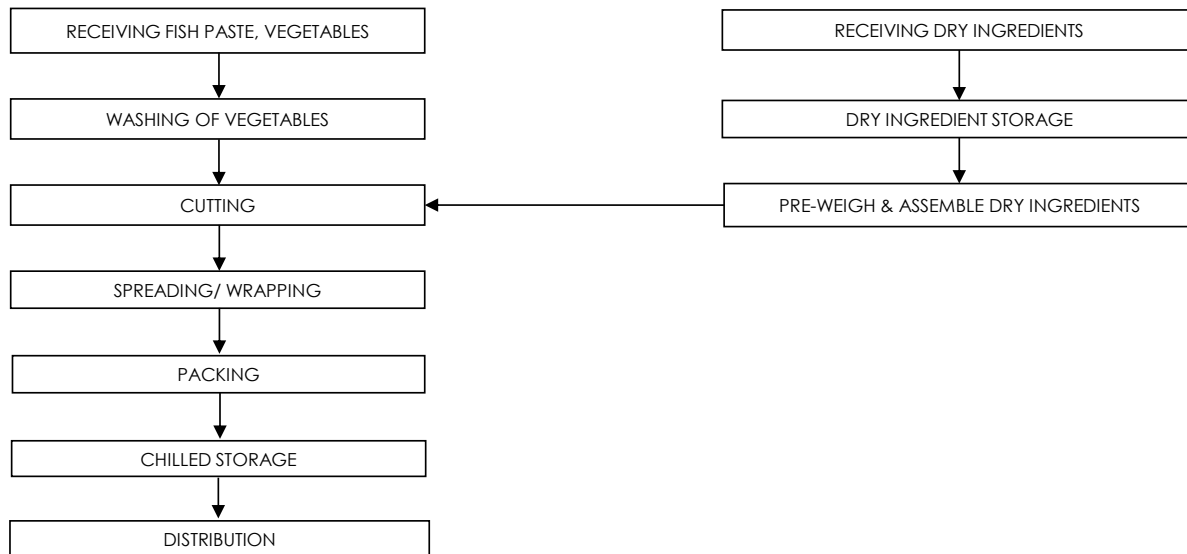 RECEIVING FISH PASTE, VEGETABLES
WASHING OF VEGETABLES
CUTTING
SPREADING/ WRAPPING
PACKING
CHILLED STORAGE
DISTRIBUTION
RECEIVING DRY INGREDIENTS
DRY INGREDIENT STORAGE
PRE-WEIGH & ASSEMBLE DRY INGREDIENTS